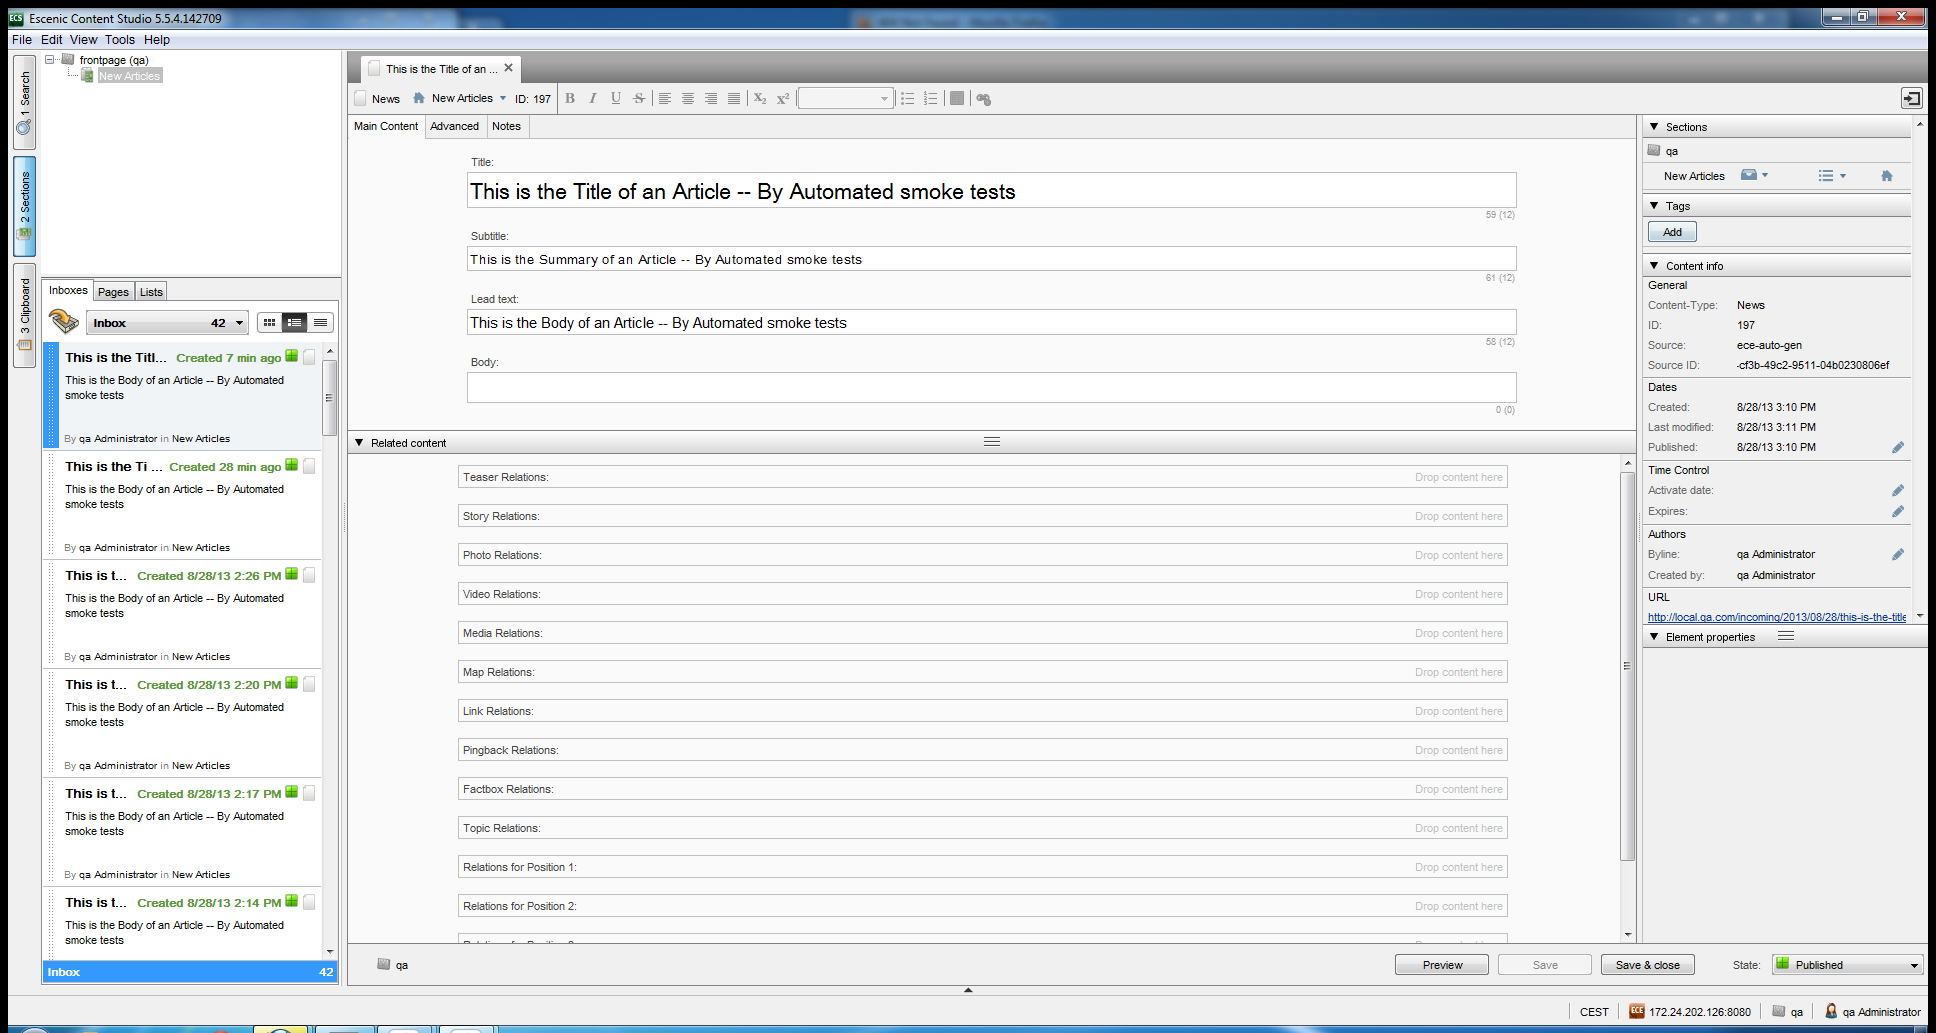 Escenic Content Studio 5.5.4.142709
File Edit View Tools Help
1 Search
2 Sections
3 Clipboard
frontpage (qa)
New Articles
Inboxes Pages Lists
Inbox 42
This is the Titl... Created 7 min ago
This is the Body of an Article -- By Automated
smoke tests
By qa Administrator in New Articles
This is the Ti ... Created 28 min ago
This is the Body of an Article -- By Automated
smoke tests
By qa Administrator in New Articles
This is t... Created 8/28/13 2:26 PM
This is the Body of an Article -- By Automated
smoke tests
By qa Administrator in New Articles
This is t... Created 8/28/13 2:20 PM
This is the Body of an Article -- By Automated
smoke tests
By qa Administrator in New Articles
This is t... Created 8/28/13 2:17 PM
This is the Body of an Article -- By Automated
smoke tests
By qa Administrator in New Articles
This is t... Created 8/28/13 2:14 PM
This is the Body of an Article -- By Automated
smoke tests
Inbox 42
This is the Title of an ...
News New Articles ID: 197 B I U S X2 X2
Main Content Advanced Notes
Title:
This is the Title of an Article -- By Automated smoke tests
59 (12)
Subtitle:
This is the Summary of an Article -- By Automated smoke tests
61 (12)
Lead text:
This is the Body of an Article -- By Automated smoke tests
58 (12)
Body:
0 (0)
Related content
Teaser Relations: Drop content here
Story Relations: Drop content here
Photo Relations: Drop content here
Video Relations: Drop content here
Media Relations: Drop content here
Map Relations: Drop content here
Link Relations: Drop content here
Pingback Relations: Drop content here
Factbox Relations: Drop content here
Topic Relations: Drop content here
Relations for Position 1: Drop content here
Relations for Position 2: Drop content here
qa Preview Save Save & close State: Published
Sections
qa
New Articles
Tags
Add
Content info
General
Content-Type: News
ID: 197
Source: ece-auto-gen
Source ID: -cf3b-49c2-9511-04b0230806ef
Dates
Created: 8/28/13 3:10 PM
Last modified: 8/28/13 3:11 PM
Published: 8/28/13 3:10 PM
Time Control
Activate date:
Expires:
Authors
Byline: qa Administrator
Created by: qa Administrator
URL
http://local.qa.com/incoming/2013/08/28/this-is-the-title
Element properties
CEST ECE 172.24.202.126:8080 qa qa Administrator